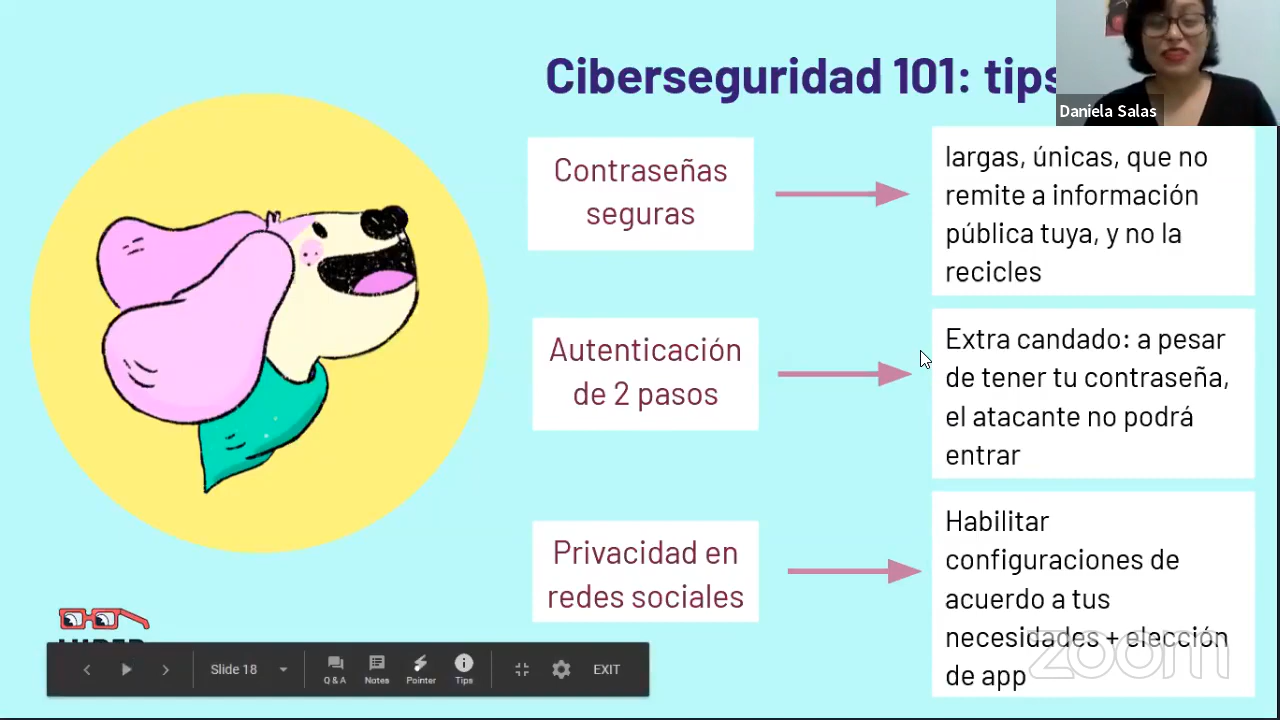 Ciberseguridad 101: tips
Daniela Salas
Contraseñas
seguras
largas, únicas, que no
remite a información
pública tuya, y no la
recicles
Autenticación
de 2 pasos
Extra candado: a pesar
de tener tu contraseña,
el atacante no podrá
entrar
Privacidad en
redes sociales
Habilitar
configuraciones de
acuerdo a tus
necesidades + elección
de app
zoom
Slide 18
Q & A
Notes
Pointer
Tips
EXIT